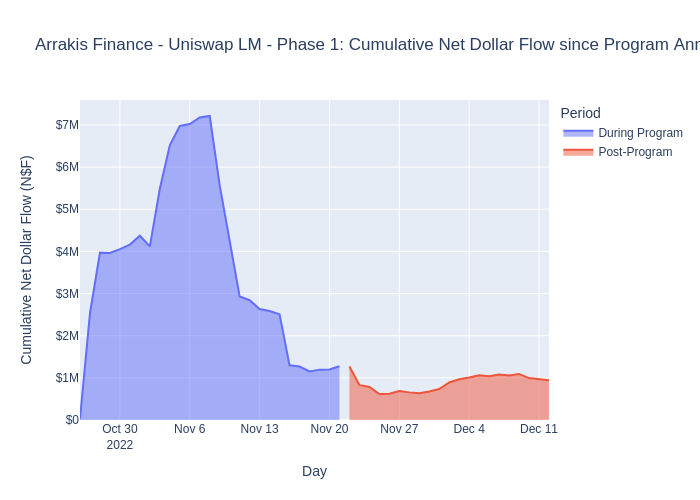 Arrakis Finance - Uniswap LM - Phase 1: Cumulative Net Dollar Flow since Program Ann
Period
During Program
Post-Program
Cumulative Net Dollar Flow (N$F)
$7M
$6M
$5M
$4M
$3M
$2M
$1M
$0
Oct 30
2022
Nov 6
Nov 13
Nov 20
Nov 27
Dec 4
Dec 11
Day